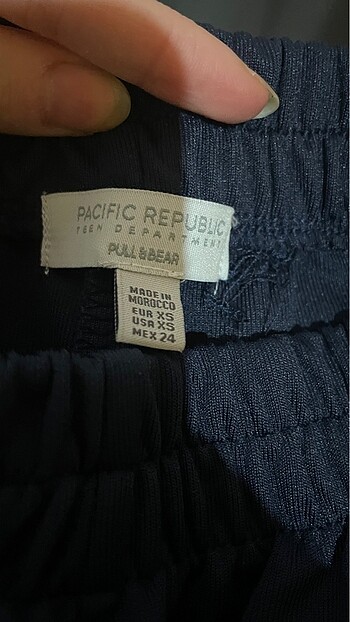 PACIFIC REPUBLIC
TEEN DEPARTMENT
PULL&BEAR
MADE IN
MOROCCO
EUR XS
USA XS
MEX 24